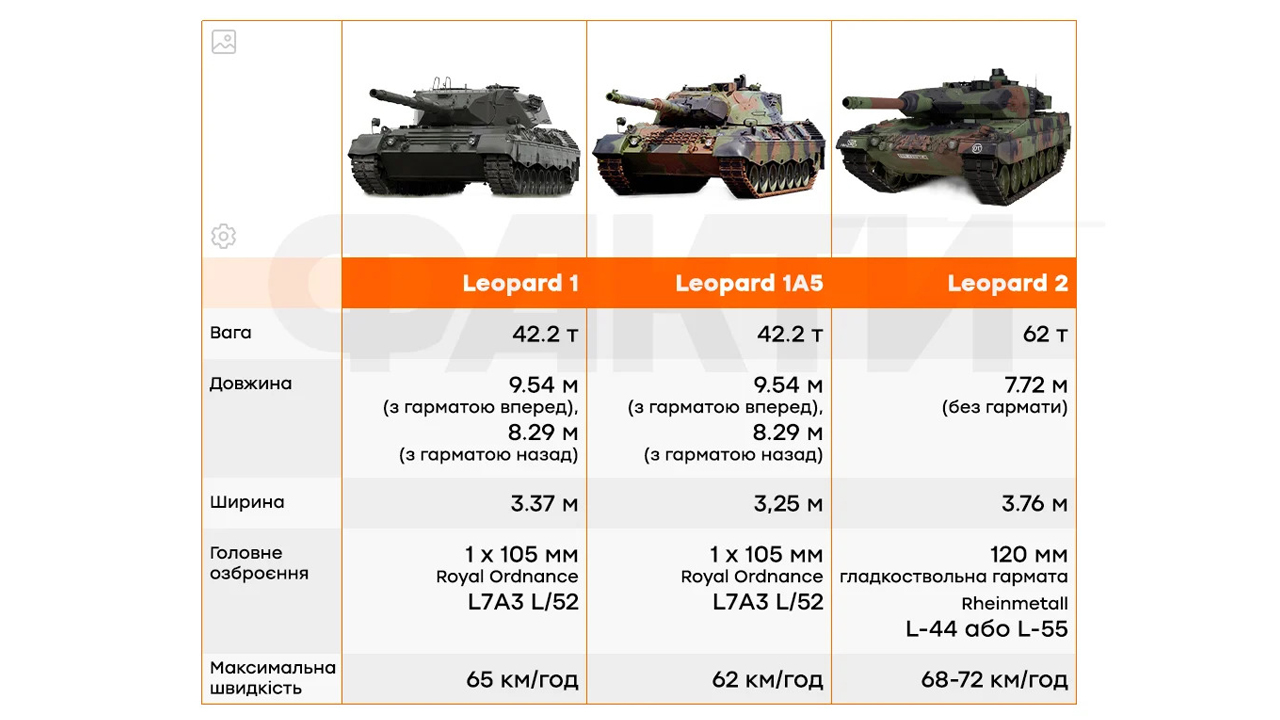 ФАКТИ
Leopard 1 Leopard 1A5 Leopard 2
Вага 42.2 т 42.2 т 62 т
Довжина 9.54 м 9.54 м 7.72 м
(з гарматою вперед), (з гарматою вперед), (без гармати)
8.29 м 8.29 м
(з гарматою назад) (з гарматою назад)
Ширина 3.37 м 3,25 м 3.76 м
Головне 1 х 105 мм 1 х 105 мм 120 мм
озброєння Royal Ordnance Royal Ordnance гладкоствольна гармата
L7A3 L/52 L7A3 L/52 Rheinmetall
L-44 або L-55
Максимальна
швидкість 65 км/год 62 км/год 68-72 км/год